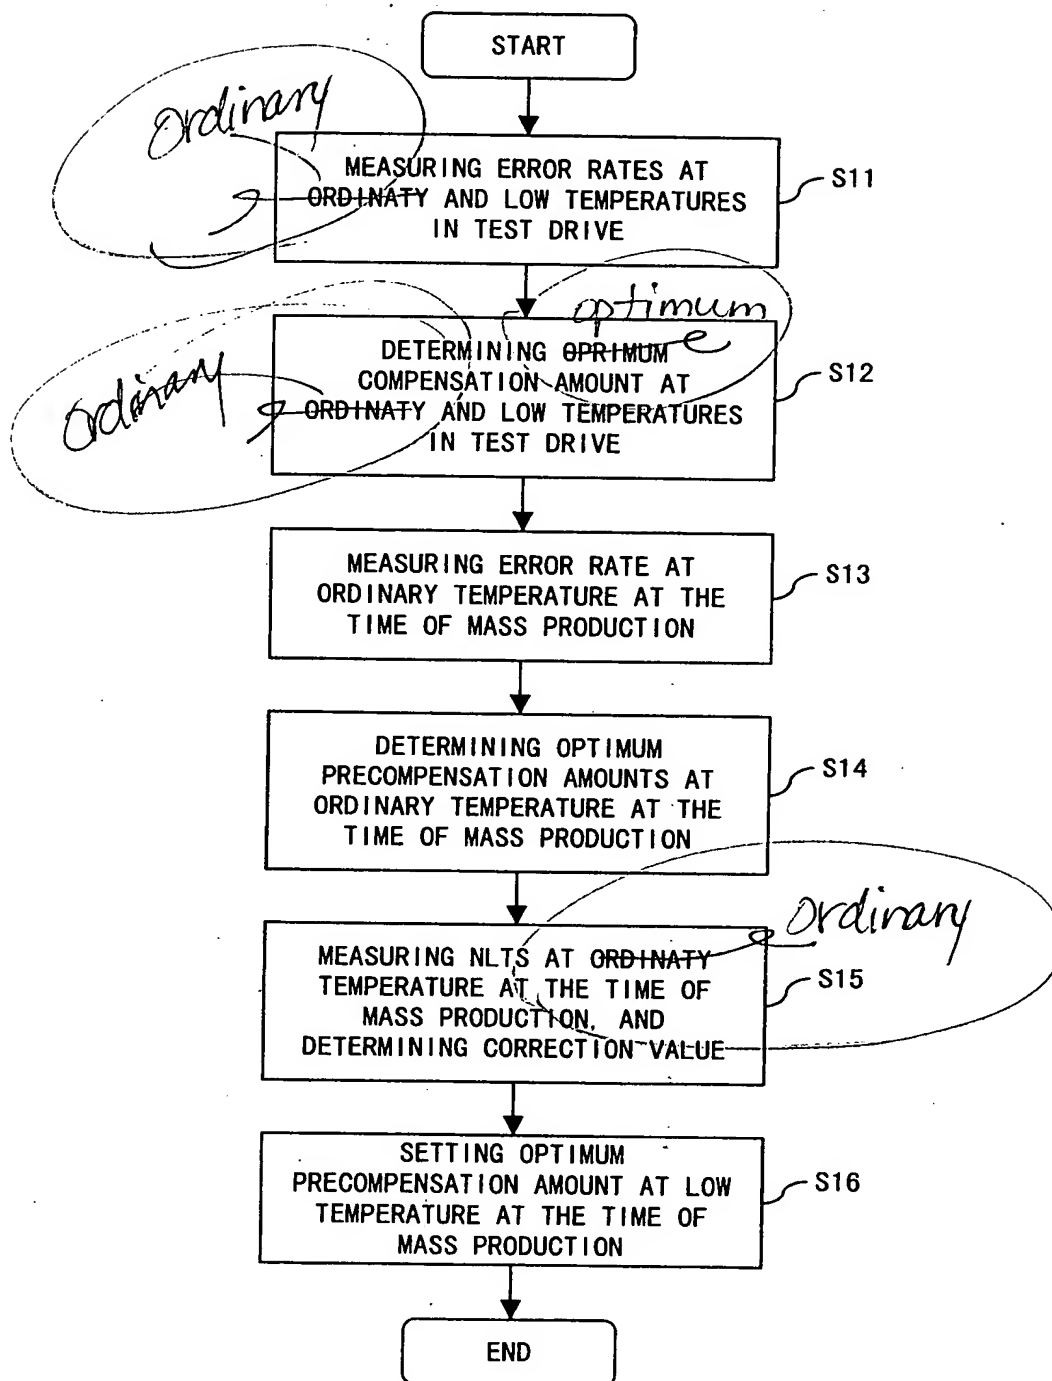 START
ordinary
MEASURING ERROR RATES AT
ORDINATY AND LOW TEMPERATURES
IN TEST DRIVE
S11
optimum
DETERMINING OPRIMUM
COMPENSATION AMOUNT AT
ordinary
ORDINATY AND LOW TEMPERATURES
IN TEST DRIVE
S12
MEASURING ERROR RATE AT
ORDINARY TEMPERATURE AT THE
TIME OF MASS PRODUCTION
S13
DETERMINING OPTIMUM
PRECOMPENSATION AMOUNTS AT
ORDINARY TEMPERATURE AT THE
TIME OF MASS PRODUCTION
S14
ordinary
MEASURING NLTS AT ORDINATY
TEMPERATURE AT THE TIME OF
MASS PRODUCTION, AND
DETERMINING CORRECTION VALUE
S15
SETTING OPTIMUM
PRECOMPENSATION AMOUNT AT LOW
TEMPERATURE AT THE TIME OF
MASS PRODUCTION
S16
END